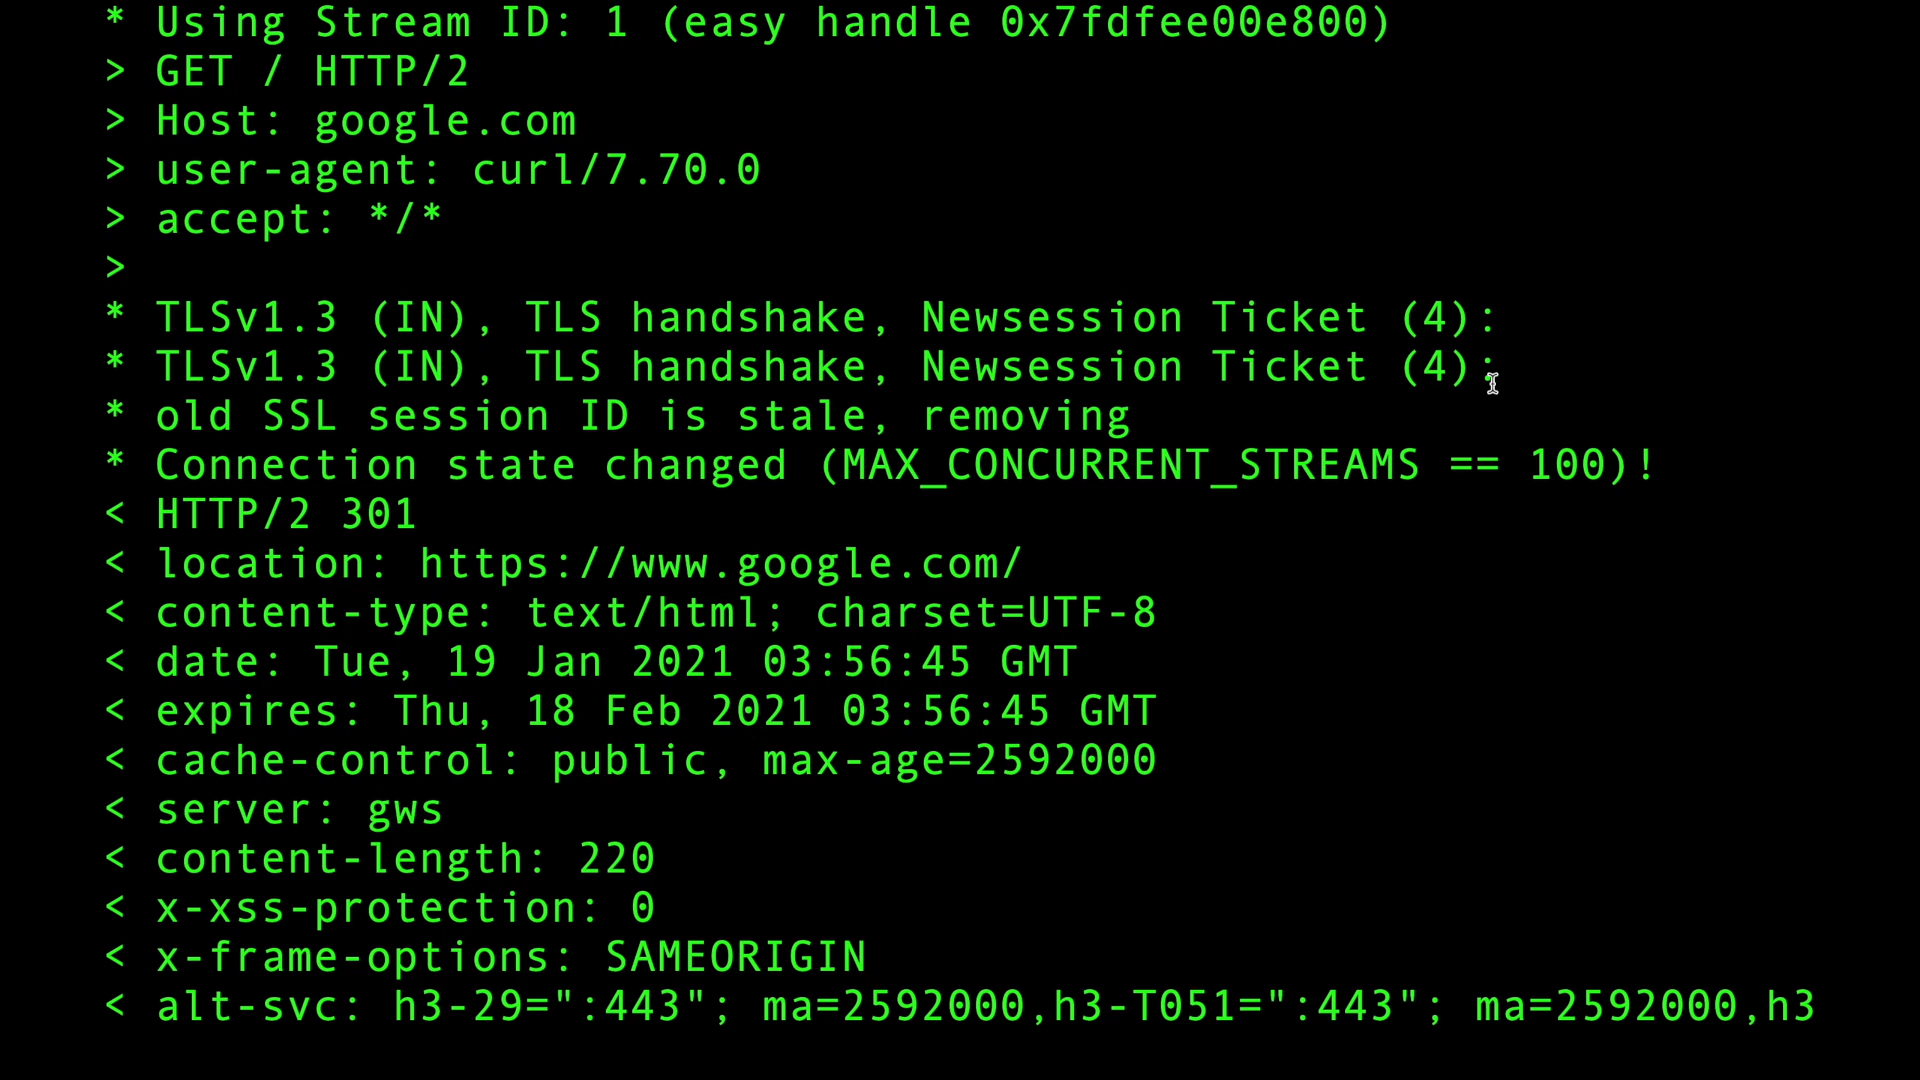 * Using Stream ID: 1 (easy handle 0x7fdfee00e800)
> GET / HTTP/2
> Host: google.com
> user-agent: curl/7.70.0
> accept: */*
>
* TLSv1.3 (IN), TLS handshake, Newsession Ticket (4):
* TLSv1.3 (IN), TLS handshake, Newsession Ticket (4):
* old SSL session ID is stale, removing
* Connection state changed (MAX_CONCURRENT_STREAMS == 100)!
< HTTP/2 301
< location: https://www.google.com/
< content-type: text/html; charset=UTF-8
< date: Tue, 19 Jan 2021 03:56:45 GMT
< expires: Thu, 18 Feb 2021 03:56:45 GMT
< cache-control: public, max-age=2592000
< server: gws
< content-length: 220
< x-xss-protection: 0
< x-frame-options: SAMEORIGIN
< alt-svc: h3-29=":443"; ma=2592000,h3-T051=":443"; ma=2592000,h3